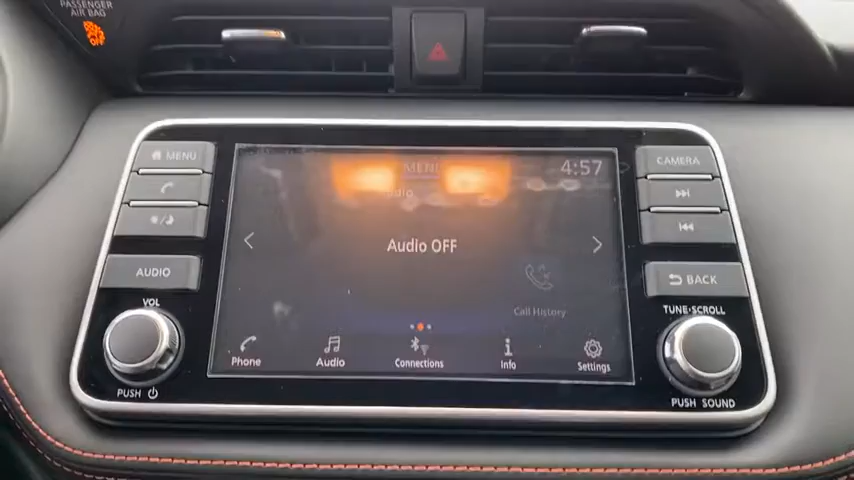 PASSENGER
AIR BAG
OFF
MENU
MENU
4:57
CAMERA
Audio
Audio OFF
AUDIO
BACK
VOL
Call History
TUNE·SCROLL
Phone
Audio
Connections
Info
Settings
PUSH
PUSH SOUND